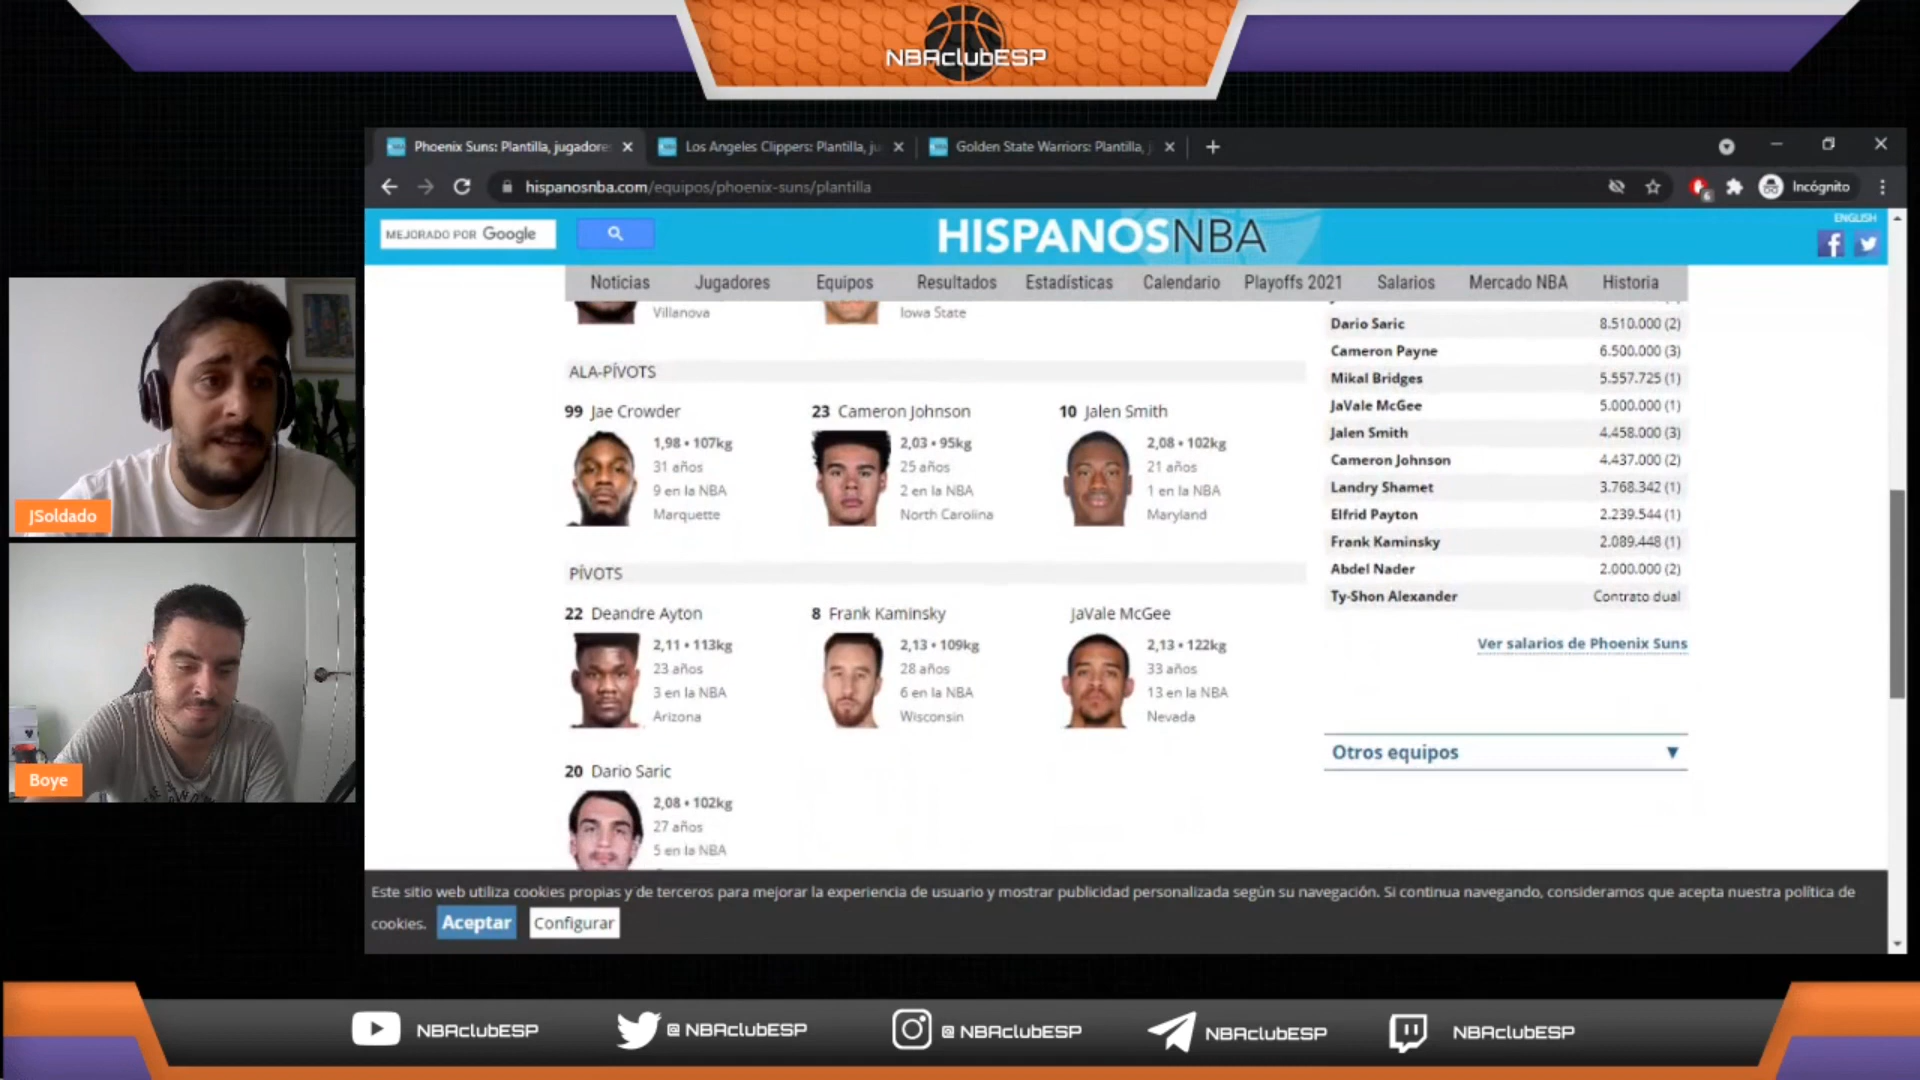 NBAclubESP
Phoenix Suns: Plantilla, jugadore
Los Angeles Clippers: Plantilla, ju
Golden State Warriors: Plantilla, j
hispanosnba.com/equipos/phoenix-suns/plantilla
Incógnito
MEJORADO POR Google
HISPANOSNBA
ENGLISH
Noticias Jugadores Equipos Resultados Estadísticas Calendario Playoffs 2021 Salarios Mercado NBA Historia
Villanova
Iowa State
ALA-PÍVOTS
99 Jae Crowder
1,98 • 107kg
31 años
9 en la NBA
Marquette
23 Cameron Johnson
2,03 • 95kg
25 años
2 en la NBA
North Carolina
10 Jalen Smith
2,08 • 102kg
21 años
1 en la NBA
Maryland
PÍVOTS
22 Deandre Ayton
2,11 • 113kg
23 años
3 en la NBA
Arizona
8 Frank Kaminsky
2,13 • 109kg
28 años
6 en la NBA
Wisconsin
JaVale McGee
2,13 • 122kg
33 años
13 en la NBA
Nevada
20 Dario Saric
2,08 • 102kg
27 años
5 en la NBA
Dario Saric 8.510.000 (2)
Cameron Payne 6.500.000 (3)
Mikal Bridges 5.557.725 (1)
JaVale McGee 5.000.000 (1)
Jalen Smith 4.458.000 (3)
Cameron Johnson 4.437.000 (2)
Landry Shamet 3.768.342 (1)
Elfrid Payton 2.239.544 (1)
Frank Kaminsky 2.089.448 (1)
Abdel Nader 2.000.000 (2)
Ty-Shon Alexander Contrato dual
Ver salarios de Phoenix Suns
Otros equipos
Este sitio web utiliza cookies propias y de terceros para mejorar la experiencia de usuario y mostrar publicidad personalizada según su navegación. Si continua navegando, consideramos que acepta nuestra política de
cookies. Aceptar Configurar
JSoldado
Boye
NBAclubESP
@ NBAclubESP
@ NBAclubESP
NBAclubESP
NBAclubESP